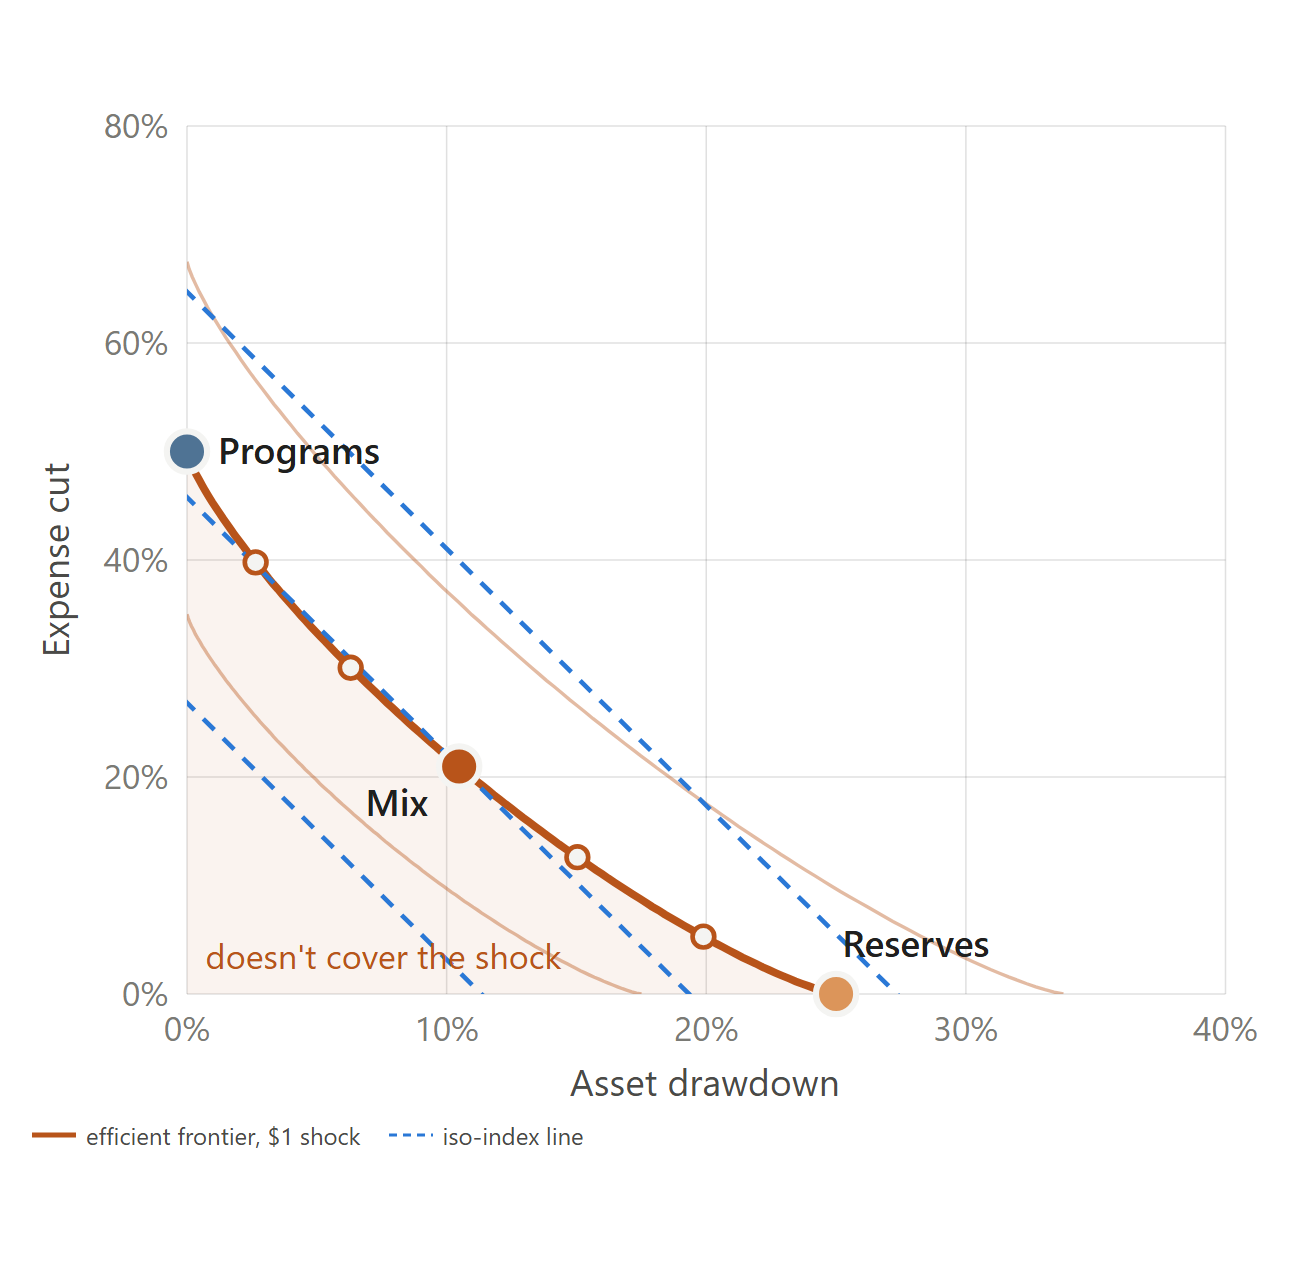 80%
60%
40%
20%
0%
Expense cut
Programs
Mix
doesn't cover the shock
Reserves
0%
10%
20%
30%
40%
Asset drawdown
efficient frontier, $1 shock
iso-index line